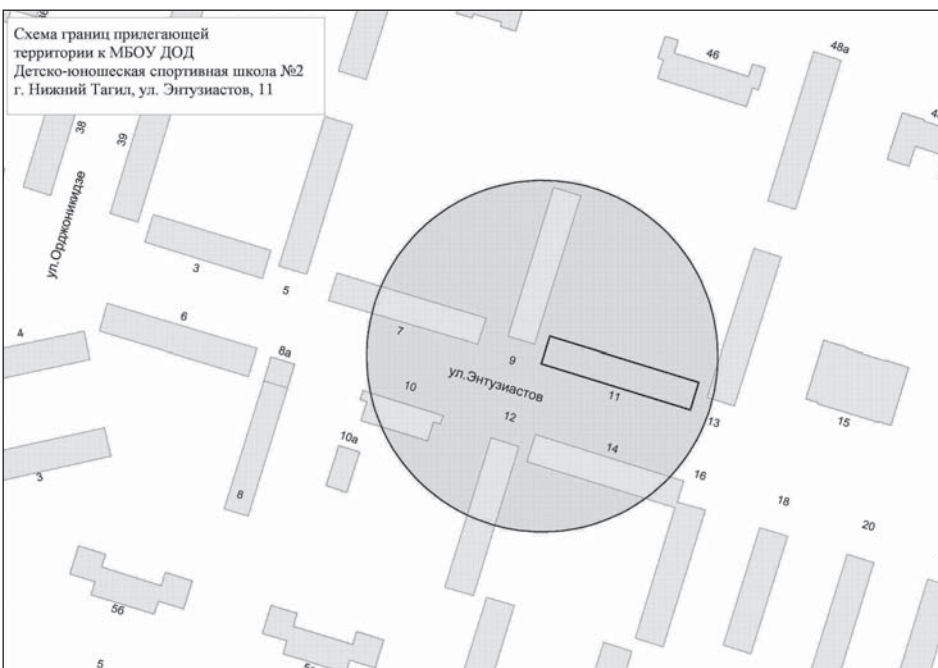 Схема границ прилегающей
территории к МБОУ ДОД
Детско-юношеская спортивная школа №2
г. Нижний Тагил, ул. Энтузиастов, 11
46
48а
38
39
ул.Орджоникидзе
3
5
6
4
7
9
8а
ул.Энтузиастов
10
11
12
13
15
10а
14
3
8
16
18
20
56
5